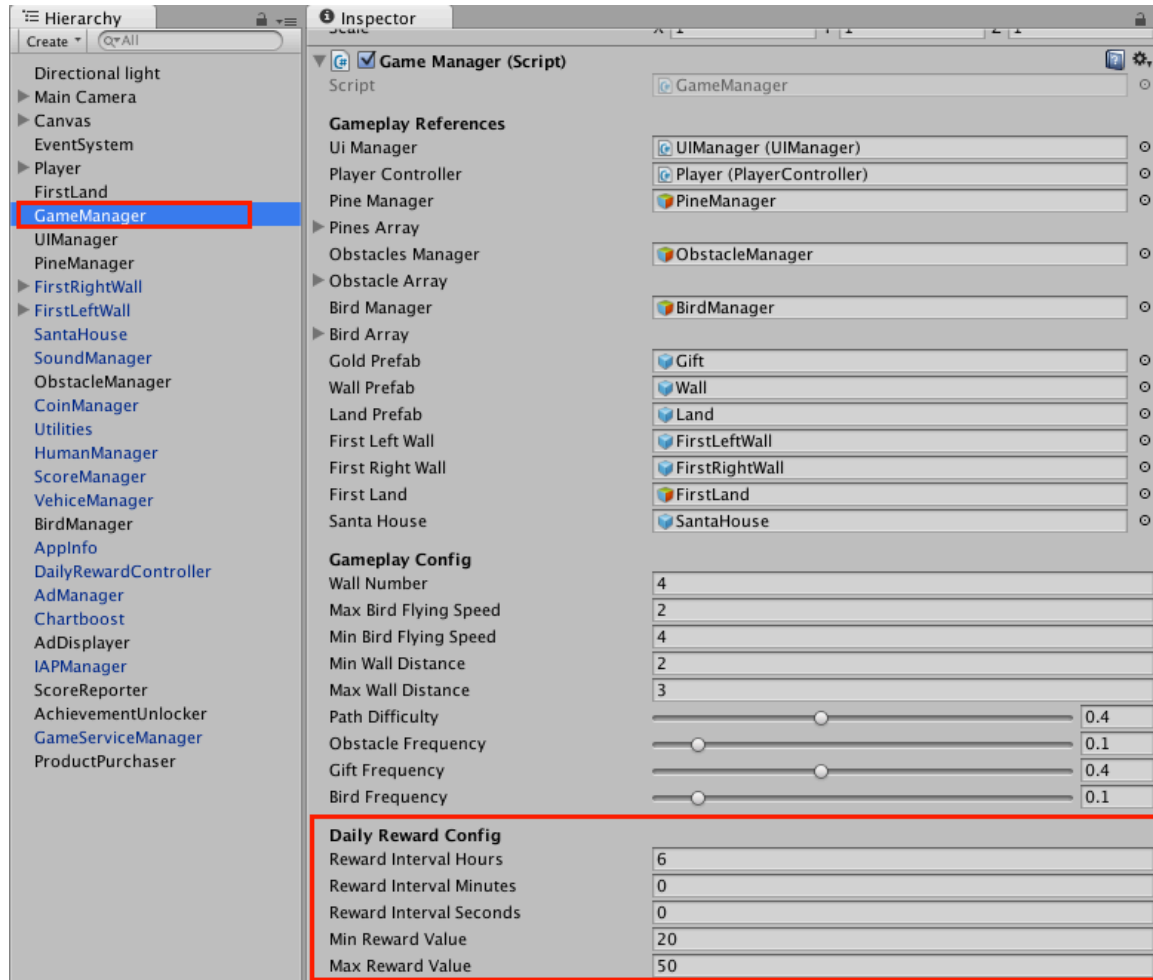 Hierarchy
Create
All
Directional light
Main Camera
Canvas
EventSystem
Player
FirstLand
GameManager
UIManager
PineManager
FirstRightWall
FirstLeftWall
SantaHouse
SoundManager
ObstacleManager
CoinManager
Utilities
HumanManager
ScoreManager
VehiceManager
BirdManager
AppInfo
DailyRewardController
AdManager
Chartboost
AdDisplayer
IAPManager
ScoreReporter
AchievementUnlocker
GameServiceManager
ProductPurchaser
Inspector
Scale X 1 Y 1 Z 1
Game Manager (Script)
Script GameManager
Gameplay References
Ui Manager UIManager (UIManager)
Player Controller Player (PlayerController)
Pine Manager PineManager
Pines Array
Obstacles Manager ObstacleManager
Obstacle Array
Bird Manager BirdManager
Bird Array
Gold Prefab Gift
Wall Prefab Wall
Land Prefab Land
First Left Wall FirstLeftWall
First Right Wall FirstRightWall
First Land FirstLand
Santa House SantaHouse
Gameplay Config
Wall Number 4
Max Bird Flying Speed 2
Min Bird Flying Speed 4
Min Wall Distance 2
Max Wall Distance 3
Path Difficulty 0.4
Obstacle Frequency 0.1
Gift Frequency 0.4
Bird Frequency 0.1
Daily Reward Config
Reward Interval Hours 6
Reward Interval Minutes 0
Reward Interval Seconds 0
Min Reward Value 20
Max Reward Value 50